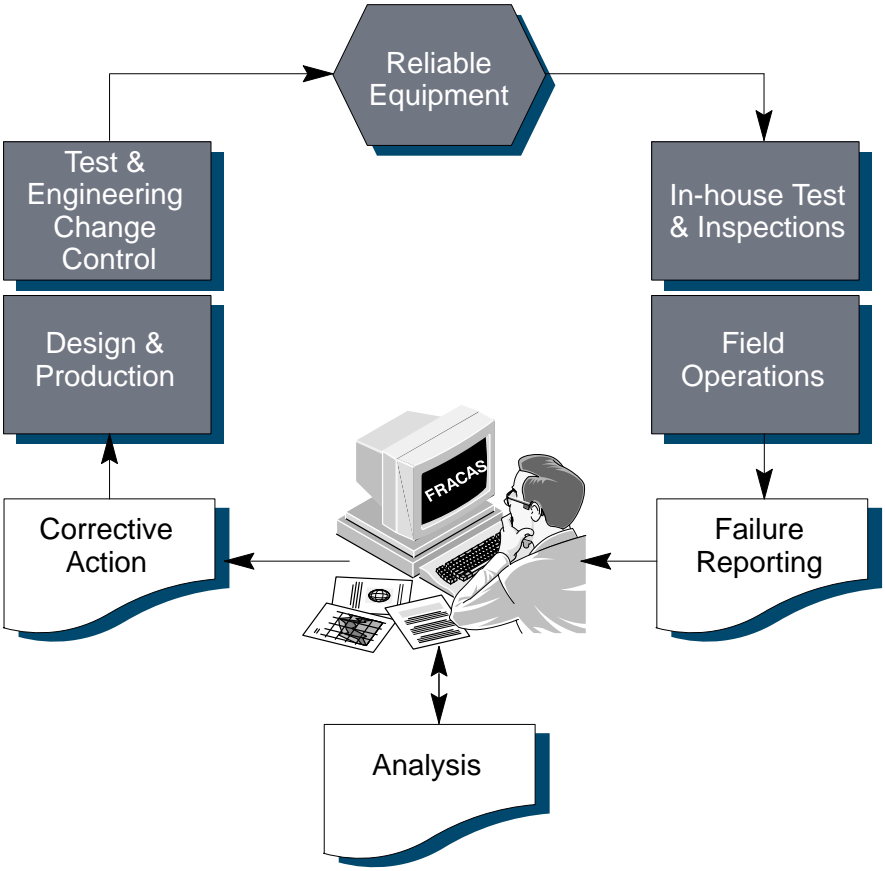 Reliable
Equipment
Test &
Engineering
Change
Control
In-house Test
& Inspections
Design &
Production
Field
Operations
FRACAS
Corrective
Action
Failure
Reporting
Analysis